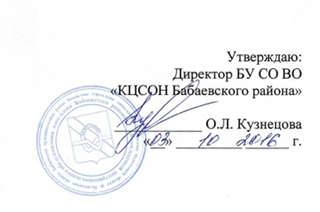 Утверждаю:
Директор БУ СО ВО
«КЦСОН Бабаевского района»
О.Л. Кузнецова
«03» 10 2016 г.